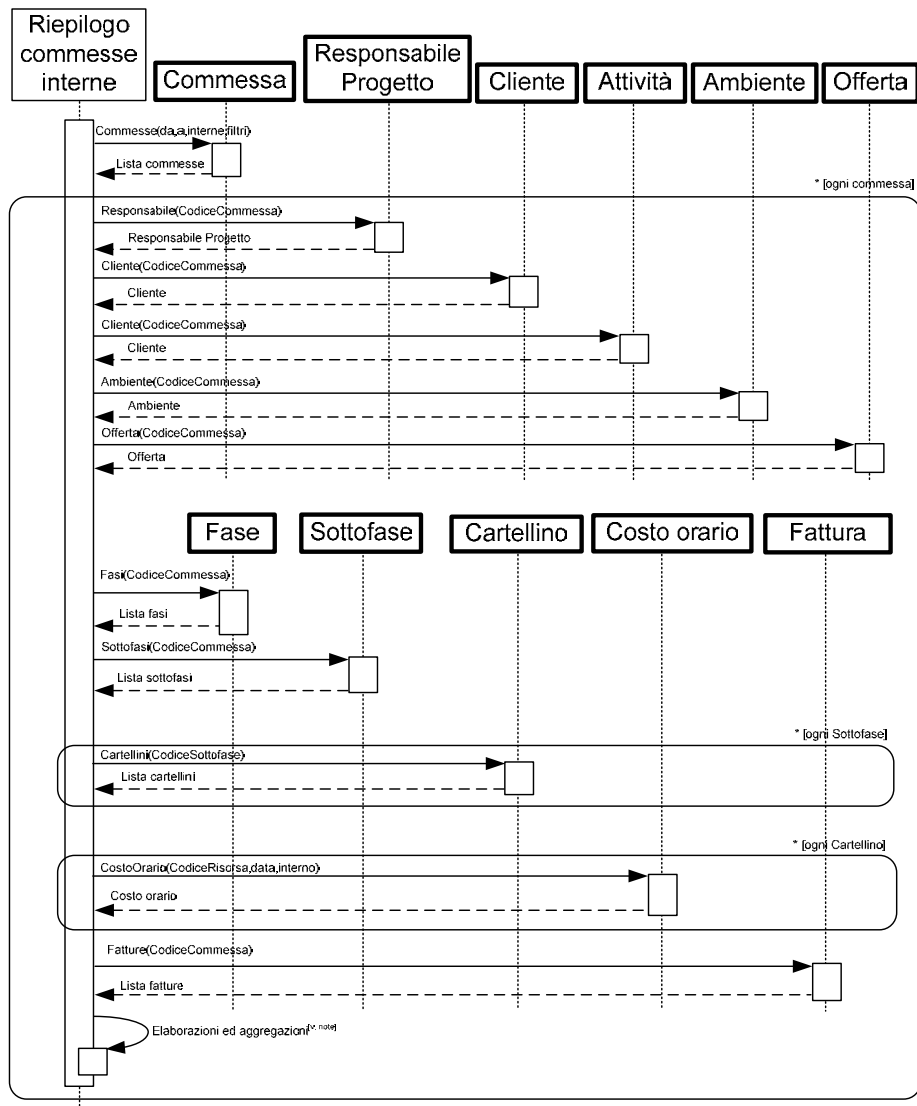 Riepilogo
commesse
interne
Commessa
Responsabile
Progetto
Cliente
Attività
Ambiente
Offerta
Commesse(da,a,interne,filtri)
Lista commesse
* [ogni commessa]
Responsabile(CodiceCommessa)
Responsabile Progetto
Cliente(CodiceCommessa)
Cliente
Cliente(CodiceCommessa)
Cliente
Ambiente(CodiceCommessa)
Ambiente
Offerta(CodiceCommessa)
Offerta
Fase
Sottofase
Cartellino
Costo orario
Fattura
Fasi(CodiceCommessa)
Lista fasi
Sottofasi(CodiceCommessa)
Lista sottofasi
* [ogni Sottofase]
Cartellini(CodiceSottofase)
Lista cartellini
* [ogni Cartellino]
CostoOrario(CodiceRisorsa,data,interno)
Costo orario
Fatture(CodiceCommessa)
Lista fatture
Elaborazioni ed aggregazioni[v. note]